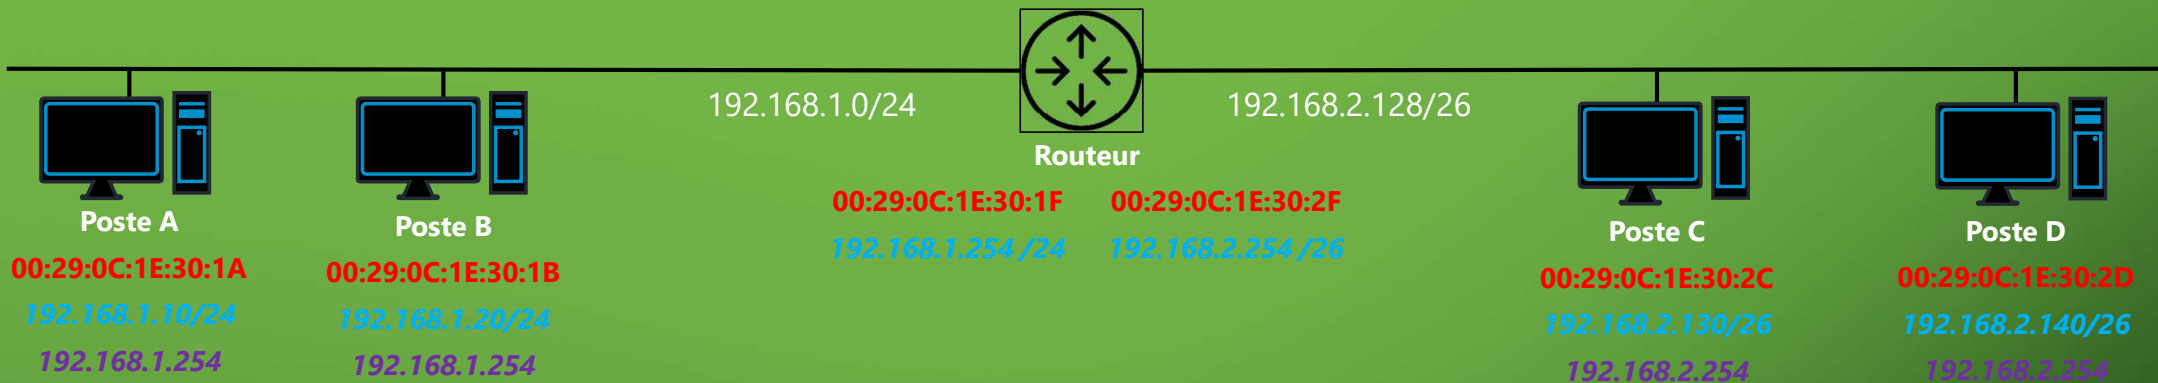 192.168.1.0/24
192.168.2.128/26
Routeur
00:29:0C:1E:30:1F
00:29:0C:1E:30:2F
192.168.1.254 /24
192.168.2.254 /26
Poste A
00:29:0C:1E:30:1A
192.168.1.10/24
192.168.1.254
Poste B
00:29:0C:1E:30:1B
192.168.1.20/24
192.168.1.254
Poste C
00:29:0C:1E:30:2C
192.168.2.130/26
192.168.2.254
Poste D
00:29:0C:1E:30:2D
192.168.2.140/26
192.168.2.254